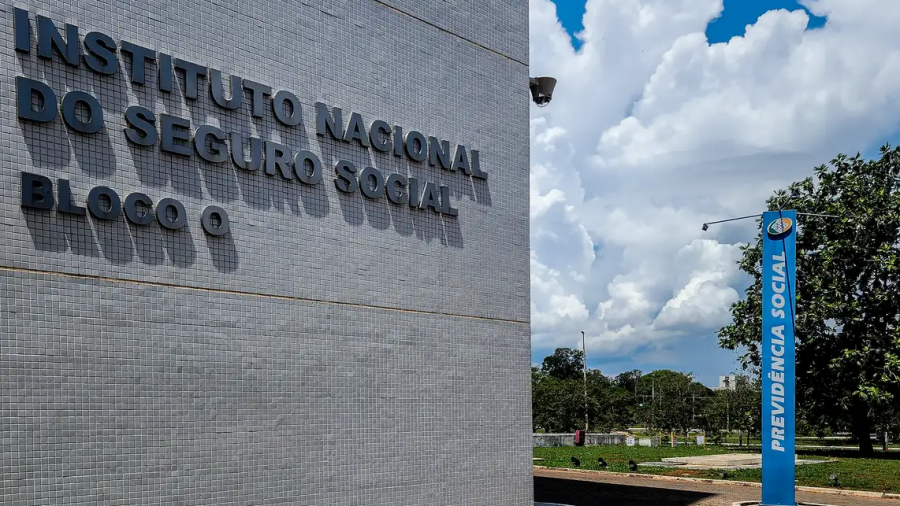 INSTITUTO NACIONAL
DO SEGURO SOCIAL
BLOCO O
PREVIDÊNCIA SOCIAL